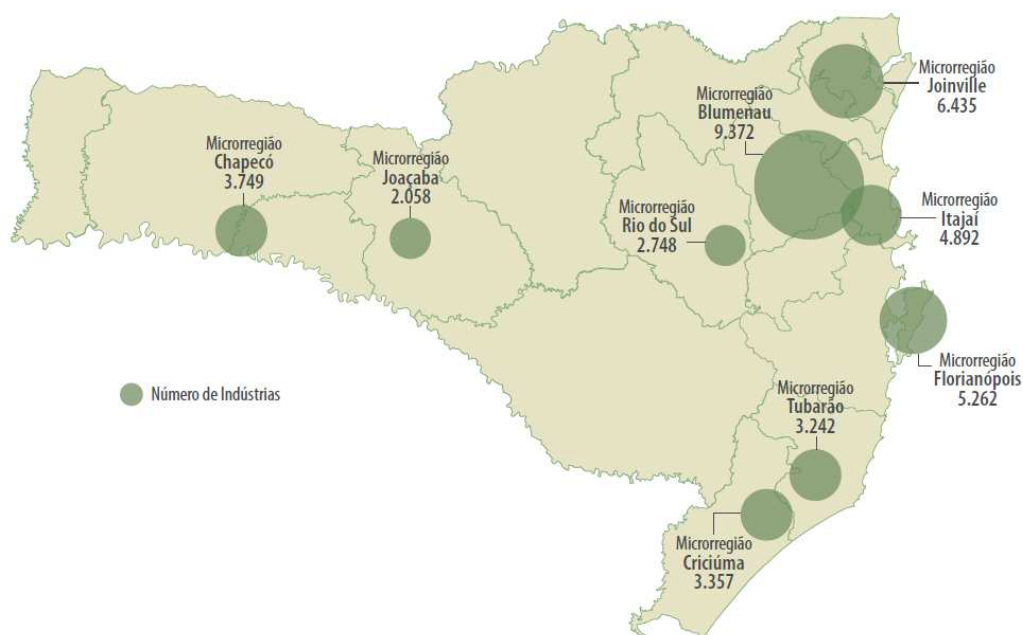 Microrregião
Joinville
6.435
Microrregião
Blumenau
9.372
Microrregião
Chapecó
3.749
Microrregião
Joaçaba
2.058
Microrregião
Rio do Sul
2.748
Microrregião
Itajaí
4.892
Microrregião
Florianópois
5.262
Número de Indústrias
Microrregião
Tubarão
3.242
Microrregião
Criciúma
3.357